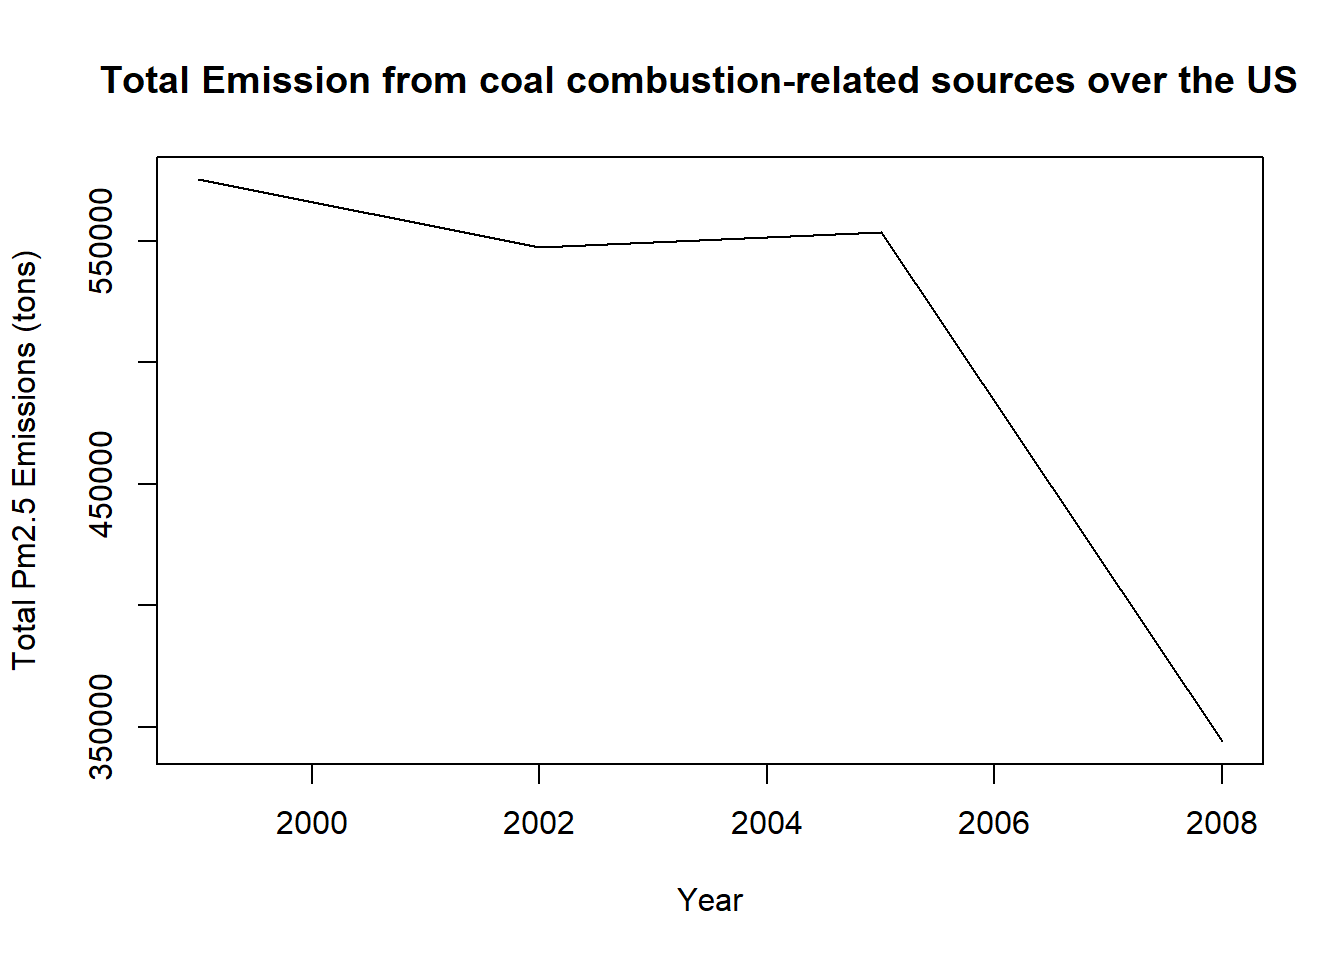 Total Emission from coal combustion-related sources over the US
Total Pm2.5 Emissions (tons)
550000
450000
350000
2000 2002 2004 2006 2008
Year